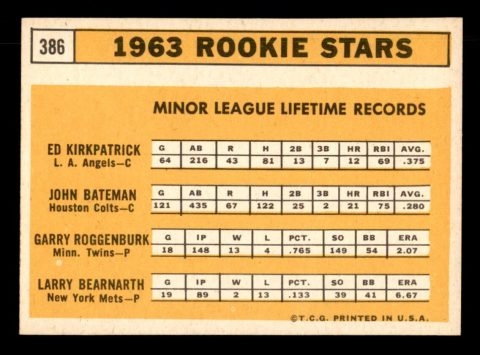 386 1963 ROOKIE STARS
MINOR LEAGUE LIFETIME RECORDS
ED KIRKPATRICK G AB R H 2B 3B HR RBI AVG.
L. A. Angels—C 64 216 43 81 13 7 12 69 .375
JOHN BATEMAN G AB R H 2B 3B HR RBI AVG.
Houston Colts—C 121 435 67 122 25 2 21 75 .280
GARRY ROGGENBURK G IP W L PCT. SO BB ERA
Minn. Twins—P 18 148 13 4 .765 149 54 2.07
LARRY BEARNARTH G IP W L PCT. SO BB ERA
New York Mets—P 19 89 2 13 .133 39 41 6.67
©T.C.G. PRINTED IN U.S.A.